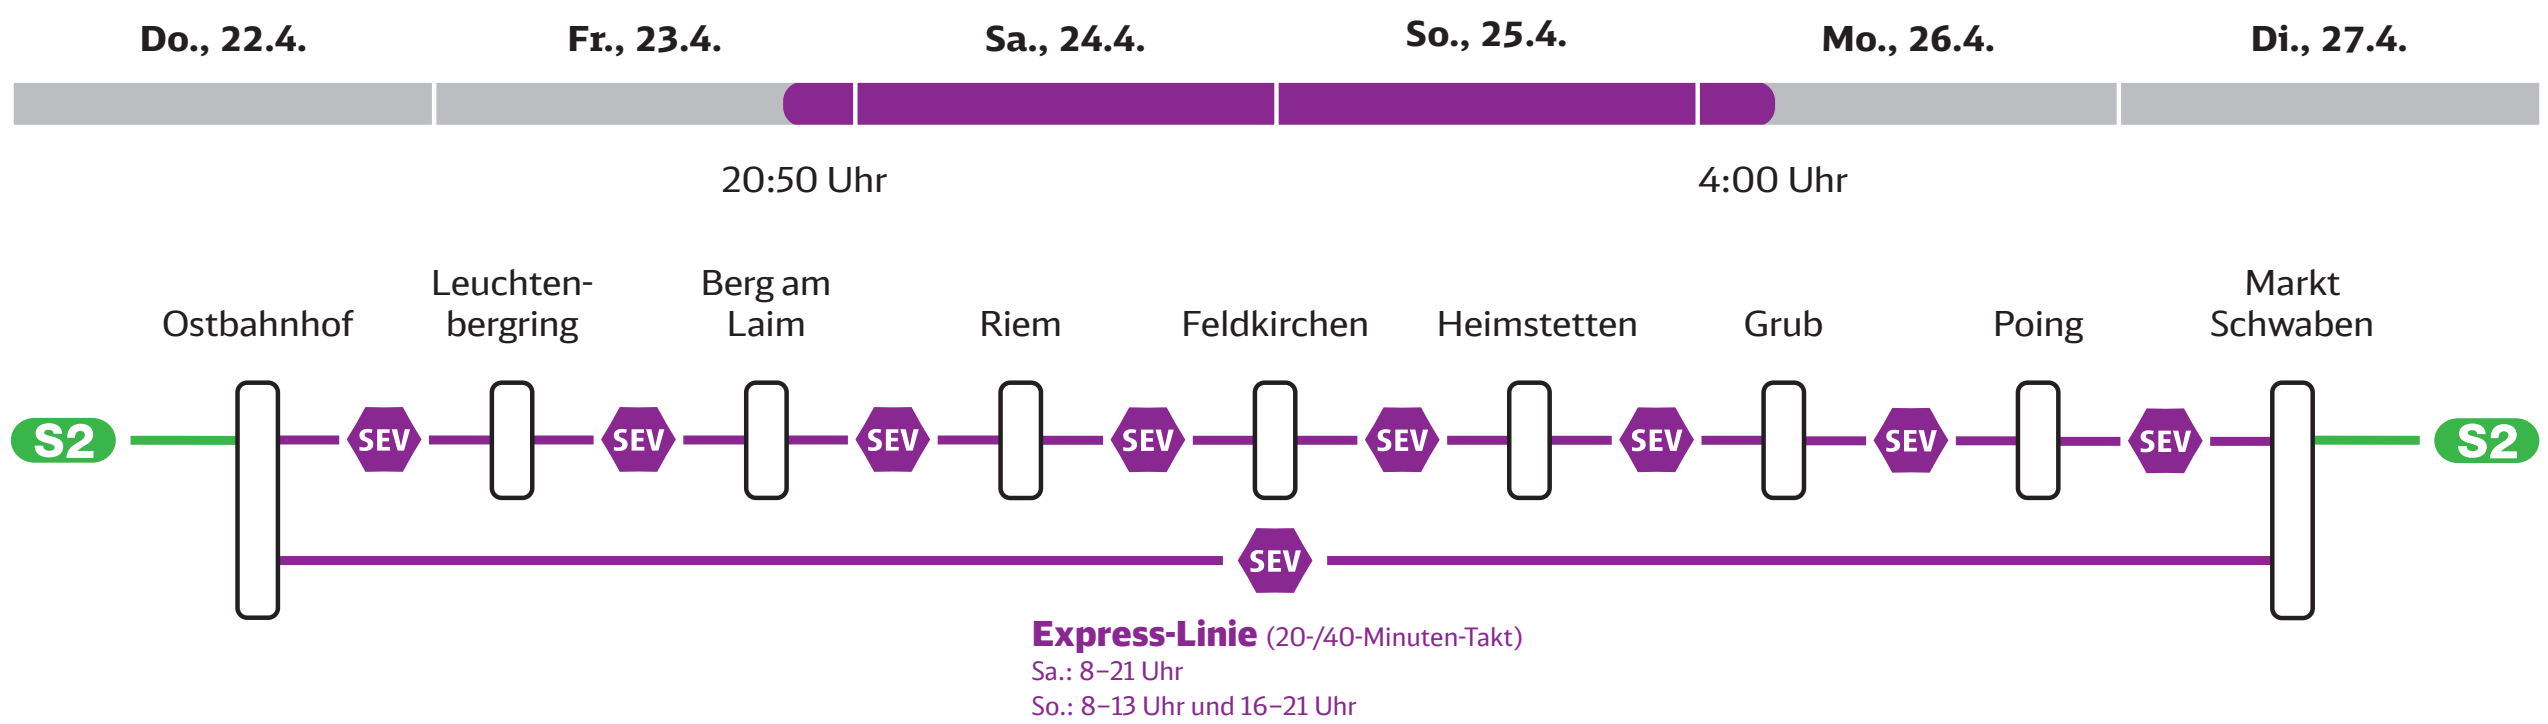 Do., 22.4.
Fr., 23.4.
Sa., 24.4.
So., 25.4.
Mo., 26.4.
Di., 27.4.
20:50 Uhr
4:00 Uhr
Ostbahnhof
Leuchten-
bergring
Berg am
Laim
Riem
Feldkirchen
Heimstetten
Grub
Poing
Markt
Schwaben
S2
SEV
SEV
SEV
SEV
SEV
SEV
SEV
SEV
S2
SEV
Express-Linie (20-/40-Minuten-Takt)
Sa.: 8–21 Uhr
So.: 8–13 Uhr und 16–21 Uhr